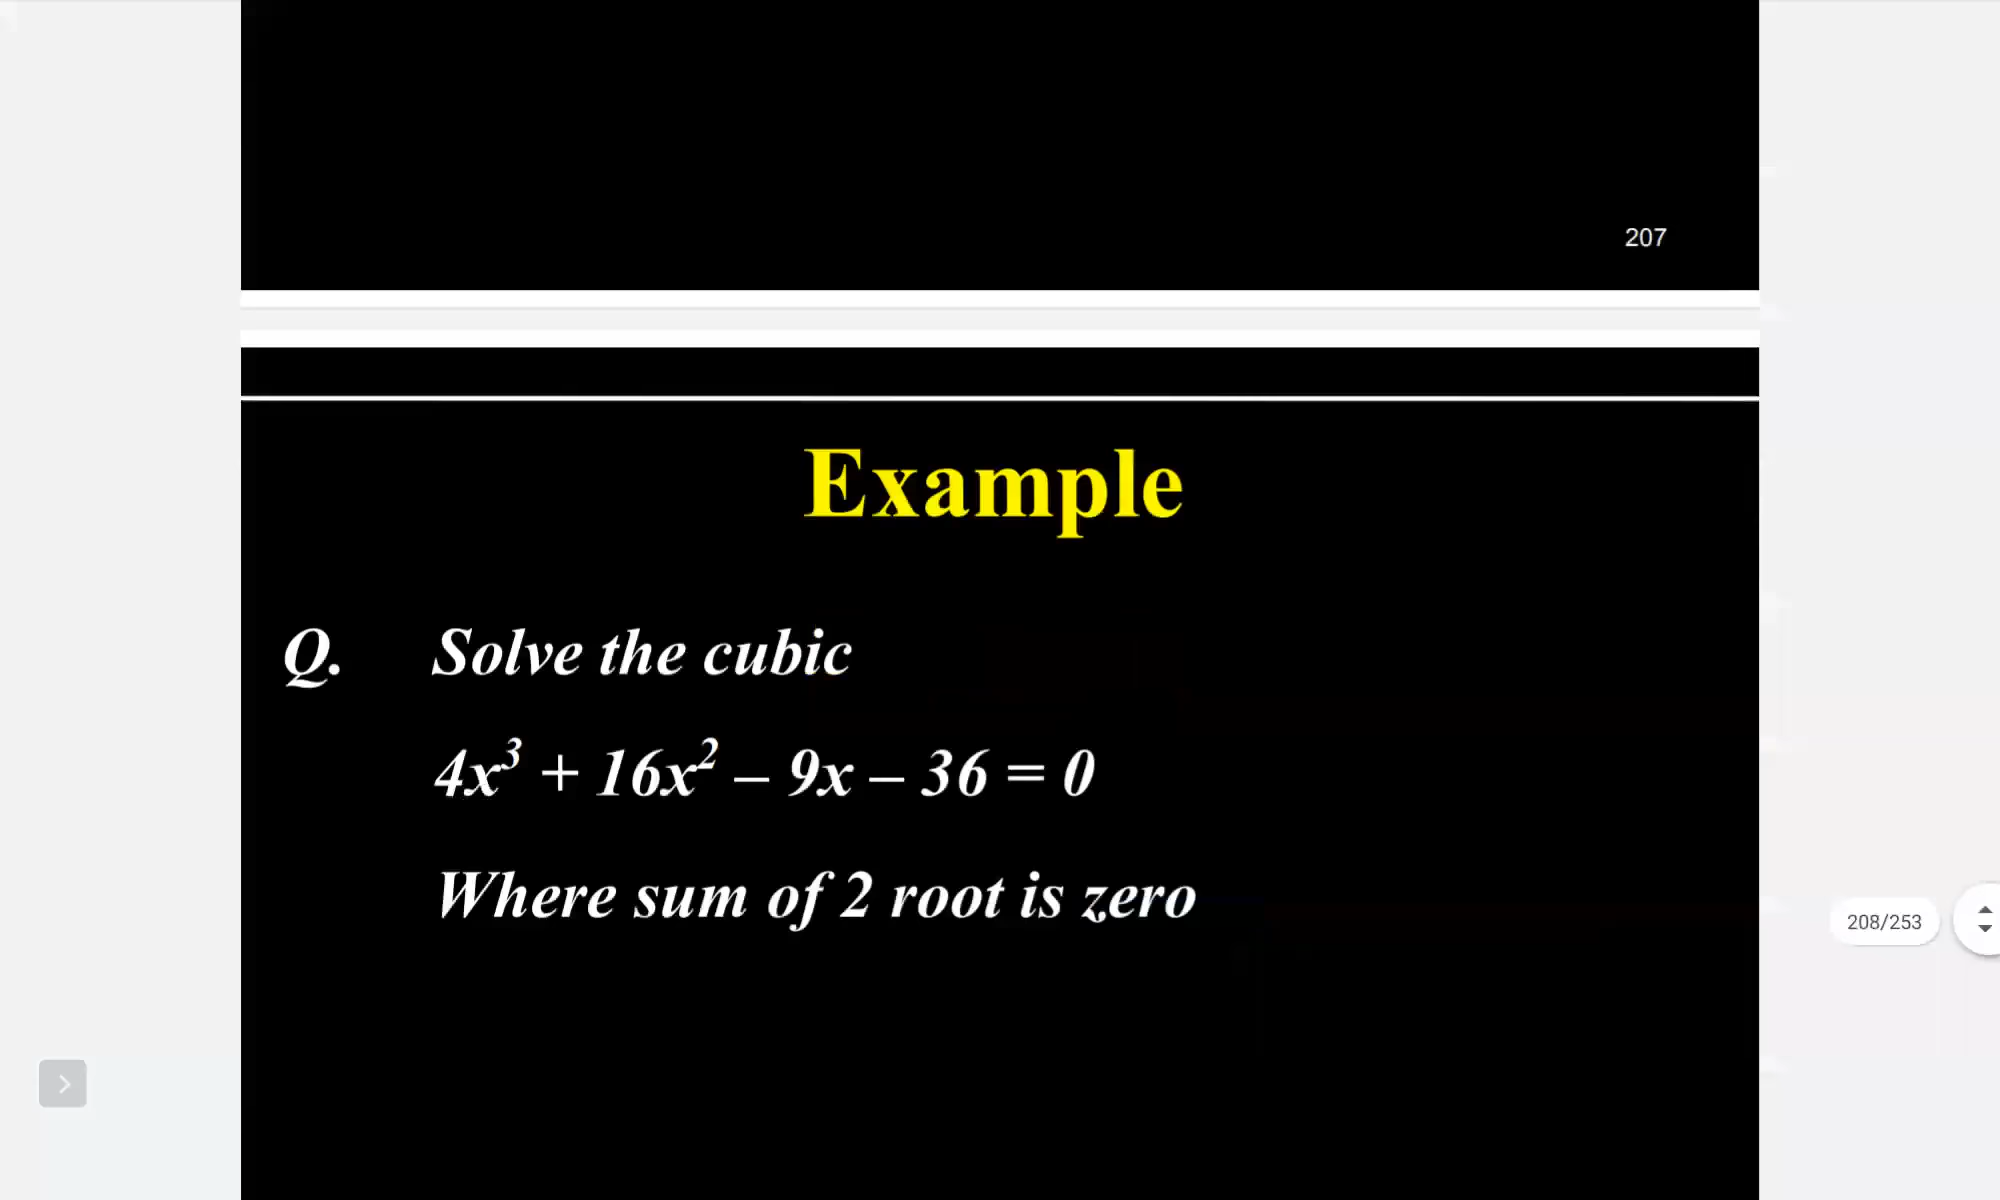 207
Example
Q. Solve the cubic
4x³ + 16x² – 9x – 36 = 0
Where sum of 2 root is zero
208/253